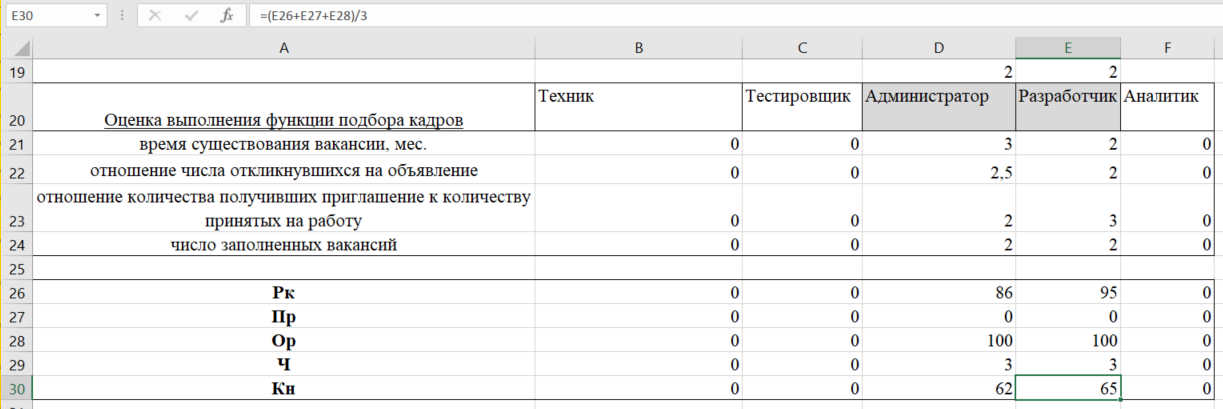 E30 fx =(E26+E27+E28)/3
A B C D E F
19 2 2
20 Оценка выполнения функции подбора кадров Техник Тестировщик Администратор Разработчик Аналитик
21 время существования вакансии, мес. 0 0 3 2 0
22 отношение числа откликнувшихся на объявление 0 0 2,5 2 0
отношение количества получивших приглашение к количеству
23 принятых на работу 0 0 2 3 0
24 число заполненных вакансий 0 0 2 2 0
25
26 Рк 0 0 86 95 0
27 Пр 0 0 0 0 0
28 Ор 0 0 100 100 0
29 Ч 0 0 3 3 0
30 Кн 0 0 62 65 0